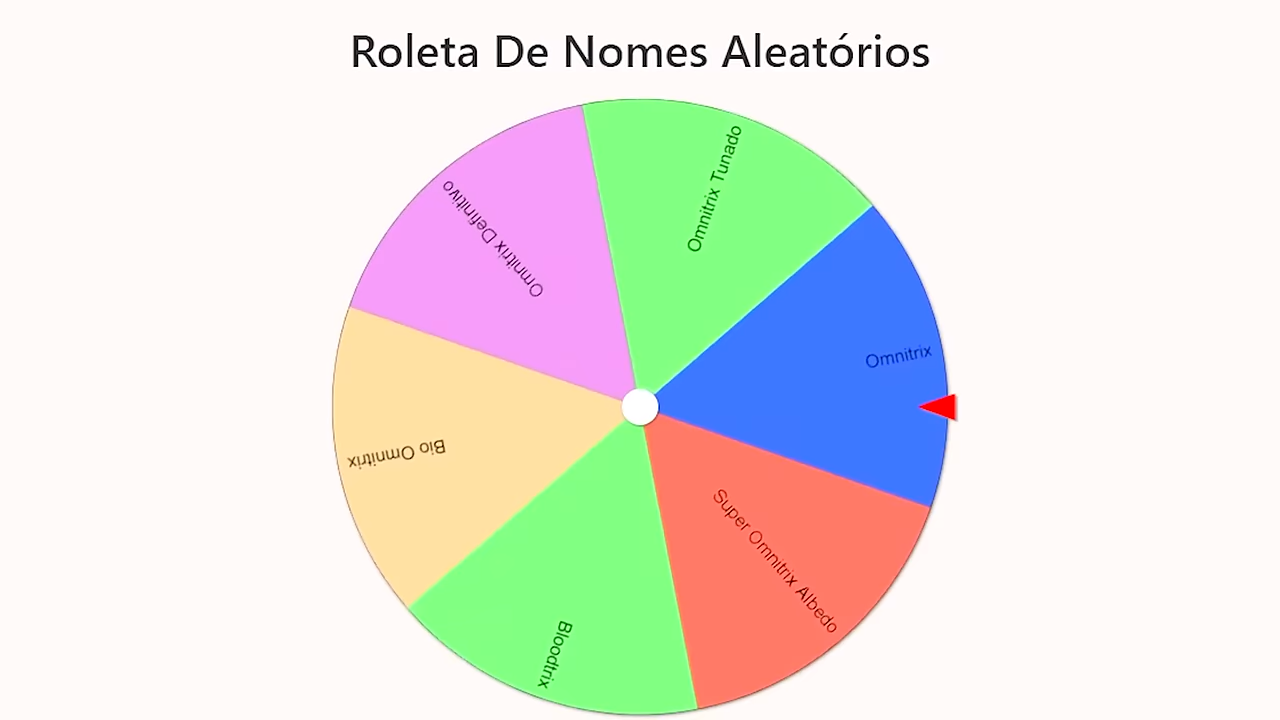 Roleta De Nomes Aleatórios
Omnitrix Tunado
Omnitrix Definitivo
Omnitrix
Bio Omnitrix
Super Omnitrix Albedo
Bloodtrix